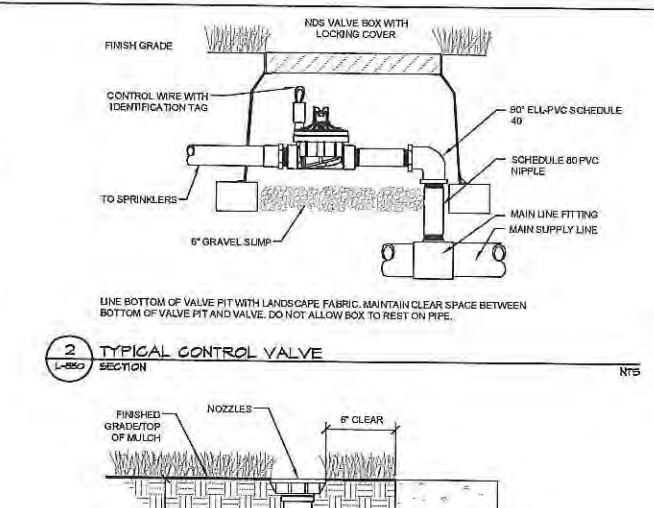 NDS VALVE BOX WITH
LOCKING COVER
FINISH GRADE
CONTROL WIRE WITH
IDENTIFICATION TAG
90° ELL-PVC SCHEDULE
40
SCHEDULE 80 PVC
NIPPLE
TO SPRINKLERS
MAIN LINE FITTING
MAIN SUPPLY LINE
6" GRAVEL SUMP
LINE BOTTOM OF VALVE PIT WITH LANDSCAPE FABRIC. MAINTAIN CLEAR SPACE BETWEEN
BOTTOM OF VALVE PIT AND VALVE. DO NOT ALLOW BOX TO REST ON PIPE.
2 TYPICAL CONTROL VALVE
L-550 SECTION NTS
FINISHED
GRADE/TOP
OF MULCH
NOZZLES
6" CLEAR